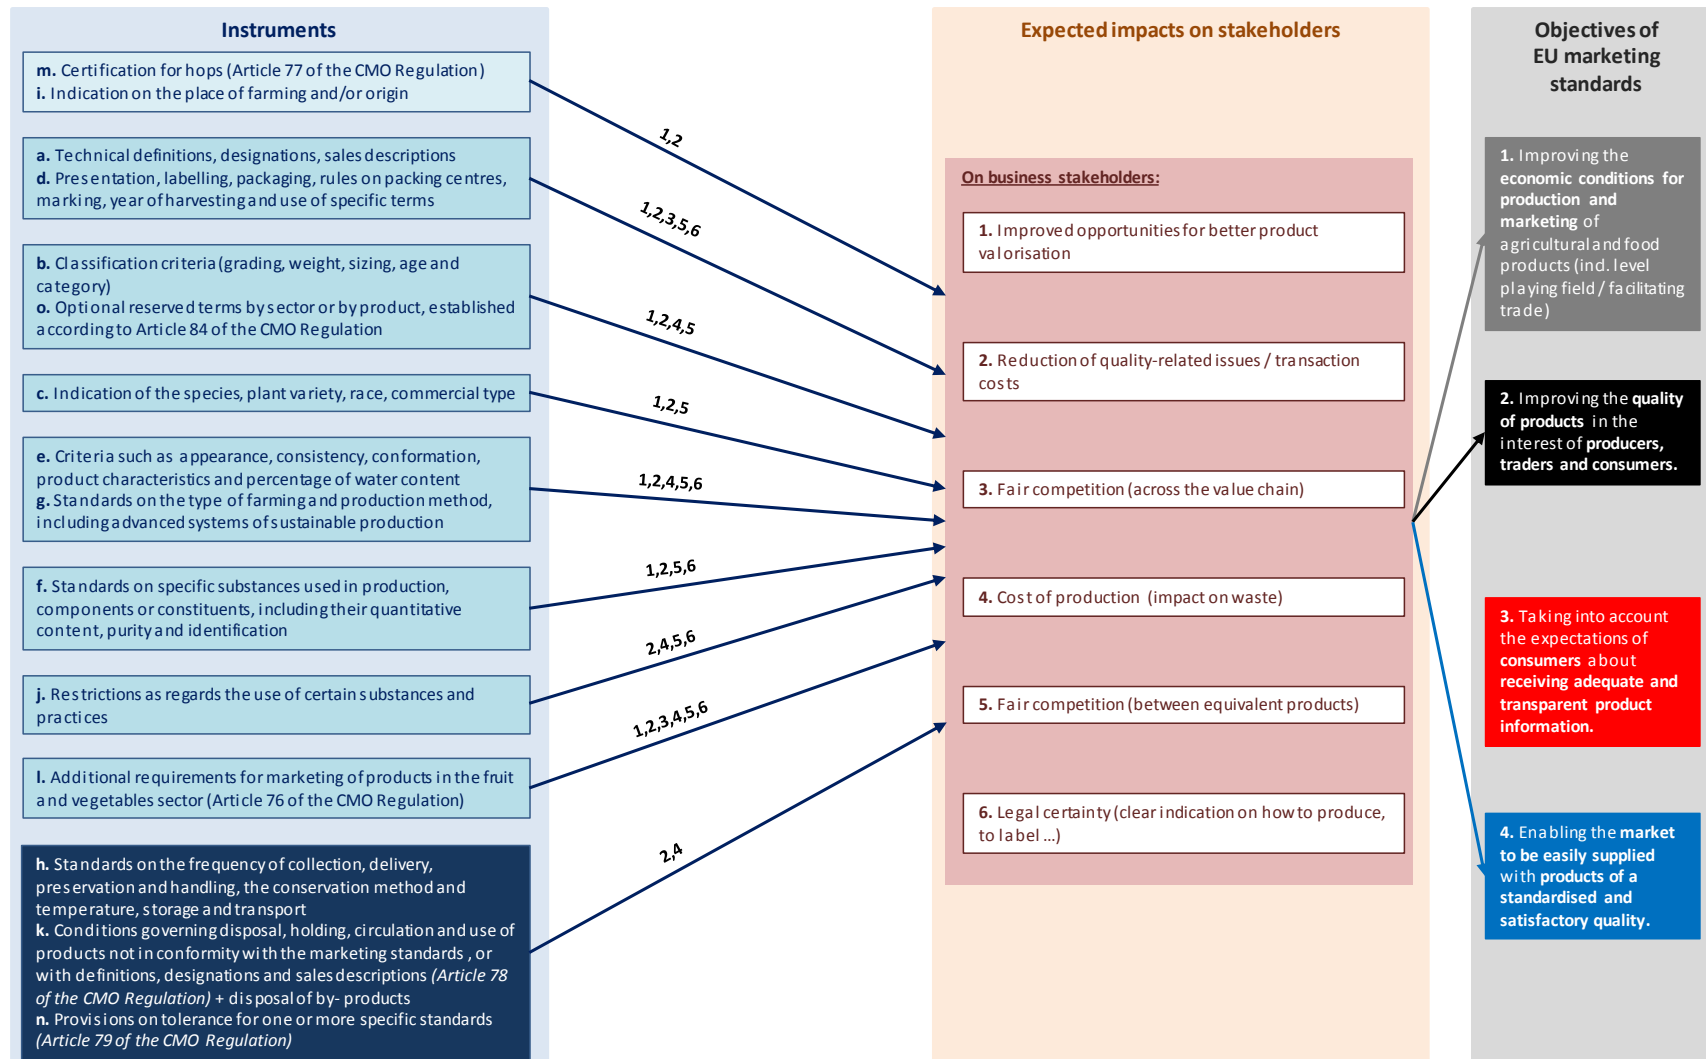 Instruments
m. Certification for hops (Article 77 of the CMO Regulation)
i. Indication on the place of farming and/or origin
a. Technical definitions, designations, sales descriptions
d. Presentation, labelling, packaging, rules on packing centres,
marking, year of harvesting and use of specific terms
b. Classification criteria (grading, weight, sizing, age and
category)
o. Optional reserved terms by sector or by product, established
according to Article 84 of the CMO Regulation
c. Indication of the species, plant variety, race, commercial type
e. Criteria such as appearance, consistency, conformation,
product characteristics and percentage of water content
g. Standards on the type of farming and production method,
including advanced systems of sustainable production
f. Standards on specific substances used in production,
components or constituents, including their quantitative
content, purity and identification
j. Restrictions as regards the use of certain substances and
practices
l. Additional requirements for marketing of products in the fruit
and vegetables sector (Article 76 of the CMO Regulation)
h. Standards on the frequency of collection, delivery,
preservation and handling, the conservation method and
temperature, storage and transport
k. Conditions governing disposal, holding, circulation and use of
products not in conformity with the marketing standards , or
with definitions, designations and sales descriptions (Article 78
of the CMO Regulation) + disposal of by- products
n. Provisions on tolerance for one or more specific standards
(Article 79 of the CMO Regulation)
1,2
1,2,3,5,6
1,2,4,5
1,2,5
1,2,4,5,6
1,2,5,6
2,4,5,6
1,2,3,4,5,6
2,4
Expected impacts on stakeholders
On business stakeholders:
1. Improved opportunities for better product
valorisation
2. Reduction of quality-related issues / transaction
costs
3. Fair competition (across the value chain)
4. Cost of production (impact on waste)
5. Fair competition (between equivalent products)
6. Legal certainty (clear indication on how to produce,
to label ...)
Objectives of
EU marketing
standards
1. Improving the
economic conditions for
production and
marketing of
agricultural and food
products (incl. level
playing field / facilitating
trade)
2. Improving the quality
of products in the
interest of producers,
traders and consumers.
3. Taking into account
the expectations of
consumers about
receiving adequate and
transparent product
information.
4. Enabling the market
to be easily supplied
with products of a
standardised and
satisfactory quality.